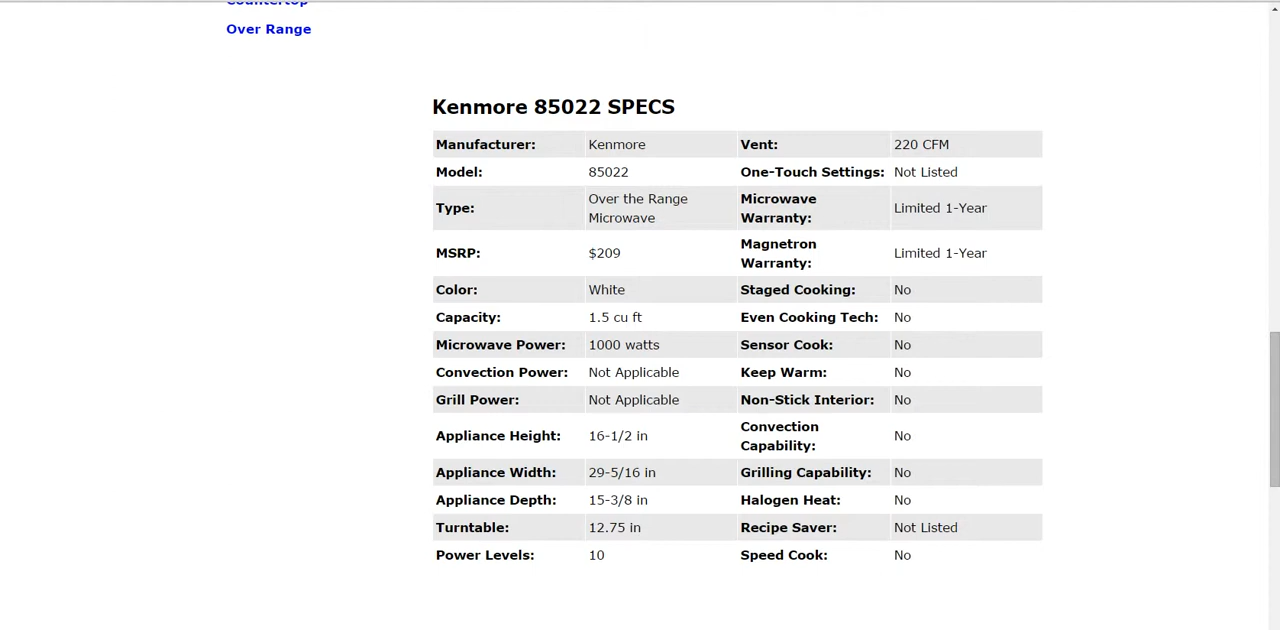 Countertop
Over Range
Kenmore 85022 SPECS
Manufacturer: Kenmore Vent: 220 CFM
Model: 85022 One-Touch Settings: Not Listed
Type: Over the Range Microwave Microwave Warranty: Limited 1-Year
MSRP: $209 Magnetron Warranty: Limited 1-Year
Color: White Staged Cooking: No
Capacity: 1.5 cu ft Even Cooking Tech: No
Microwave Power: 1000 watts Sensor Cook: No
Convection Power: Not Applicable Keep Warm: No
Grill Power: Not Applicable Non-Stick Interior: No
Appliance Height: 16-1/2 in Convection Capability: No
Appliance Width: 29-5/16 in Grilling Capability: No
Appliance Depth: 15-3/8 in Halogen Heat: No
Turntable: 12.75 in Recipe Saver: Not Listed
Power Levels: 10 Speed Cook: No